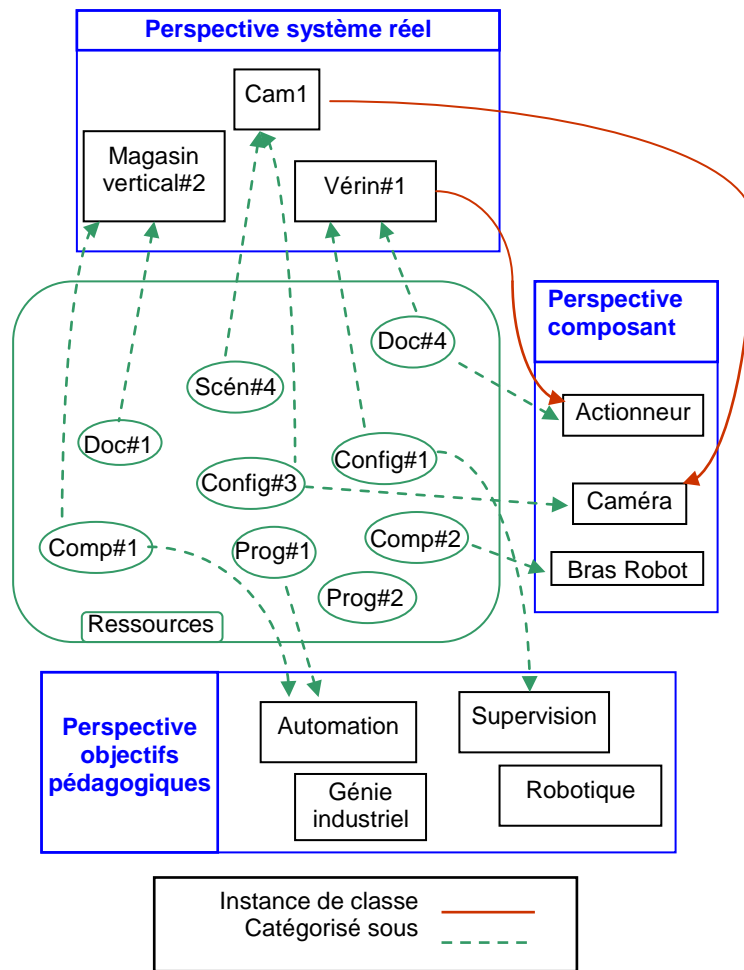 Perspective système réel
Cam1
Magasin
vertical#2
Vérin#1
Perspective
composant
Doc#4
Scén#4
Actionneur
Doc#1
Config#1
Config#3
Caméra
Comp#1
Prog#1
Comp#2
Bras Robot
Prog#2
Ressources
Perspective
objectifs
pédagogiques
Automation
Supervision
Génie
industriel
Robotique
Instance de classe
Catégorisé sous